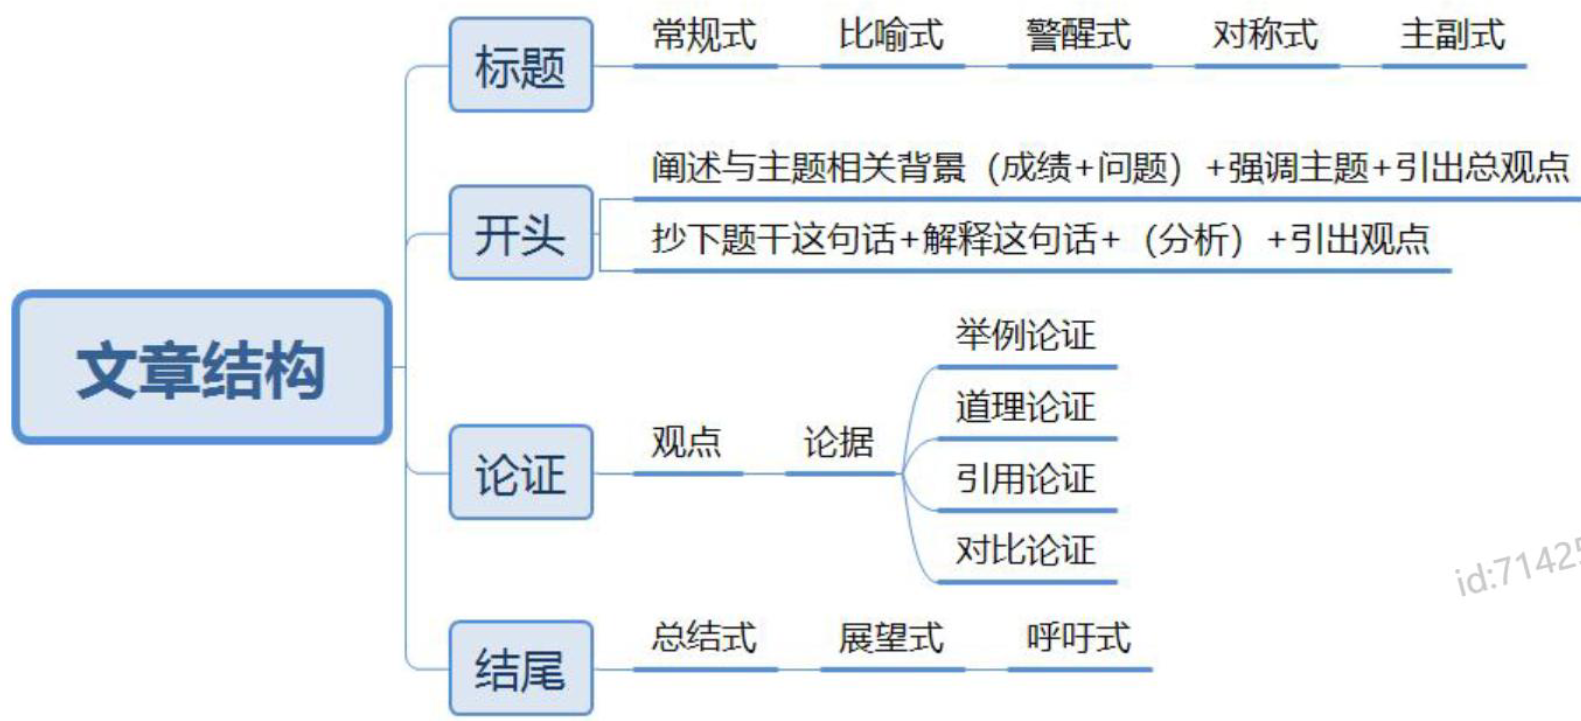 文章结构
标题
常规式 比喻式 警醒式 对称式 主副式
开头
阐述与主题相关背景（成绩+问题）+强调主题+引出总观点
抄下题干这句话+解释这句话+（分析）+引出观点
论证
观点 论据
举例论证
道理论证
引用论证
对比论证
结尾
总结式 展望式 呼吁式
id:7142